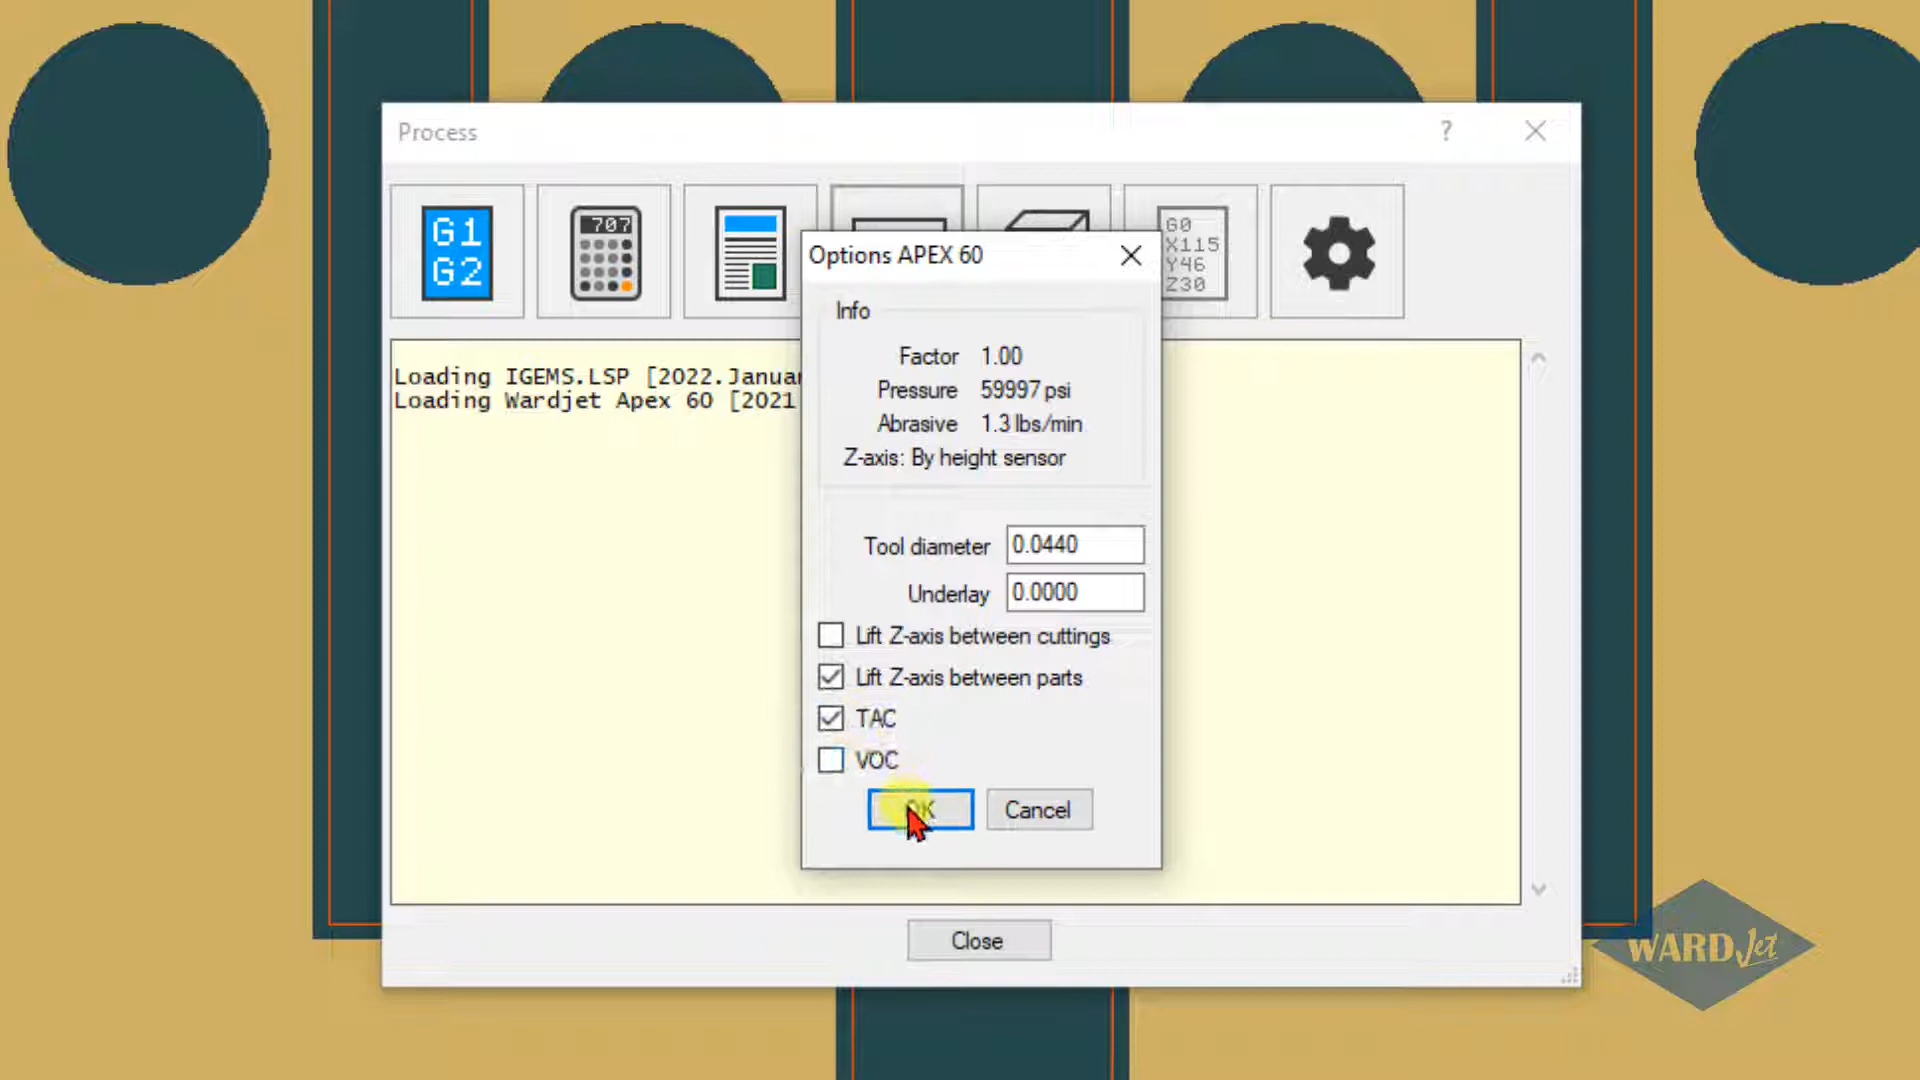 Process
?
G1
G2
707
G0
X115
Y46
Z30
Options APEX 60
Info
Factor 1.00
Pressure 59997 psi
Abrasive 1.3 lbs/min
Z-axis: By height sensor
Loading IGEMS.LSP [2022.Januar
Loading Wardjet Apex 60 [2021
Tool diameter 0.0440
Underlay 0.0000
Lift Z-axis between cuttings
Lift Z-axis between parts
TAC
VOC
OK Cancel
Close
WARDJet